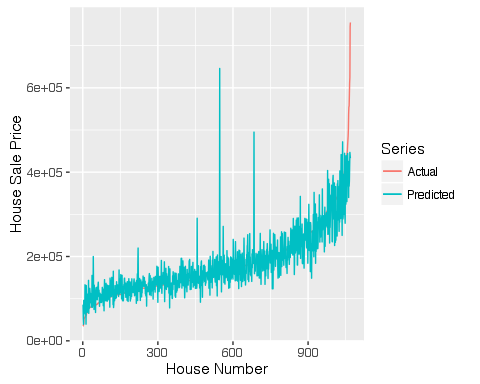 House Sale Price
6e+05
4e+05
2e+05
0e+00
0
300
600
900
House Number
Series
Actual
Predicted